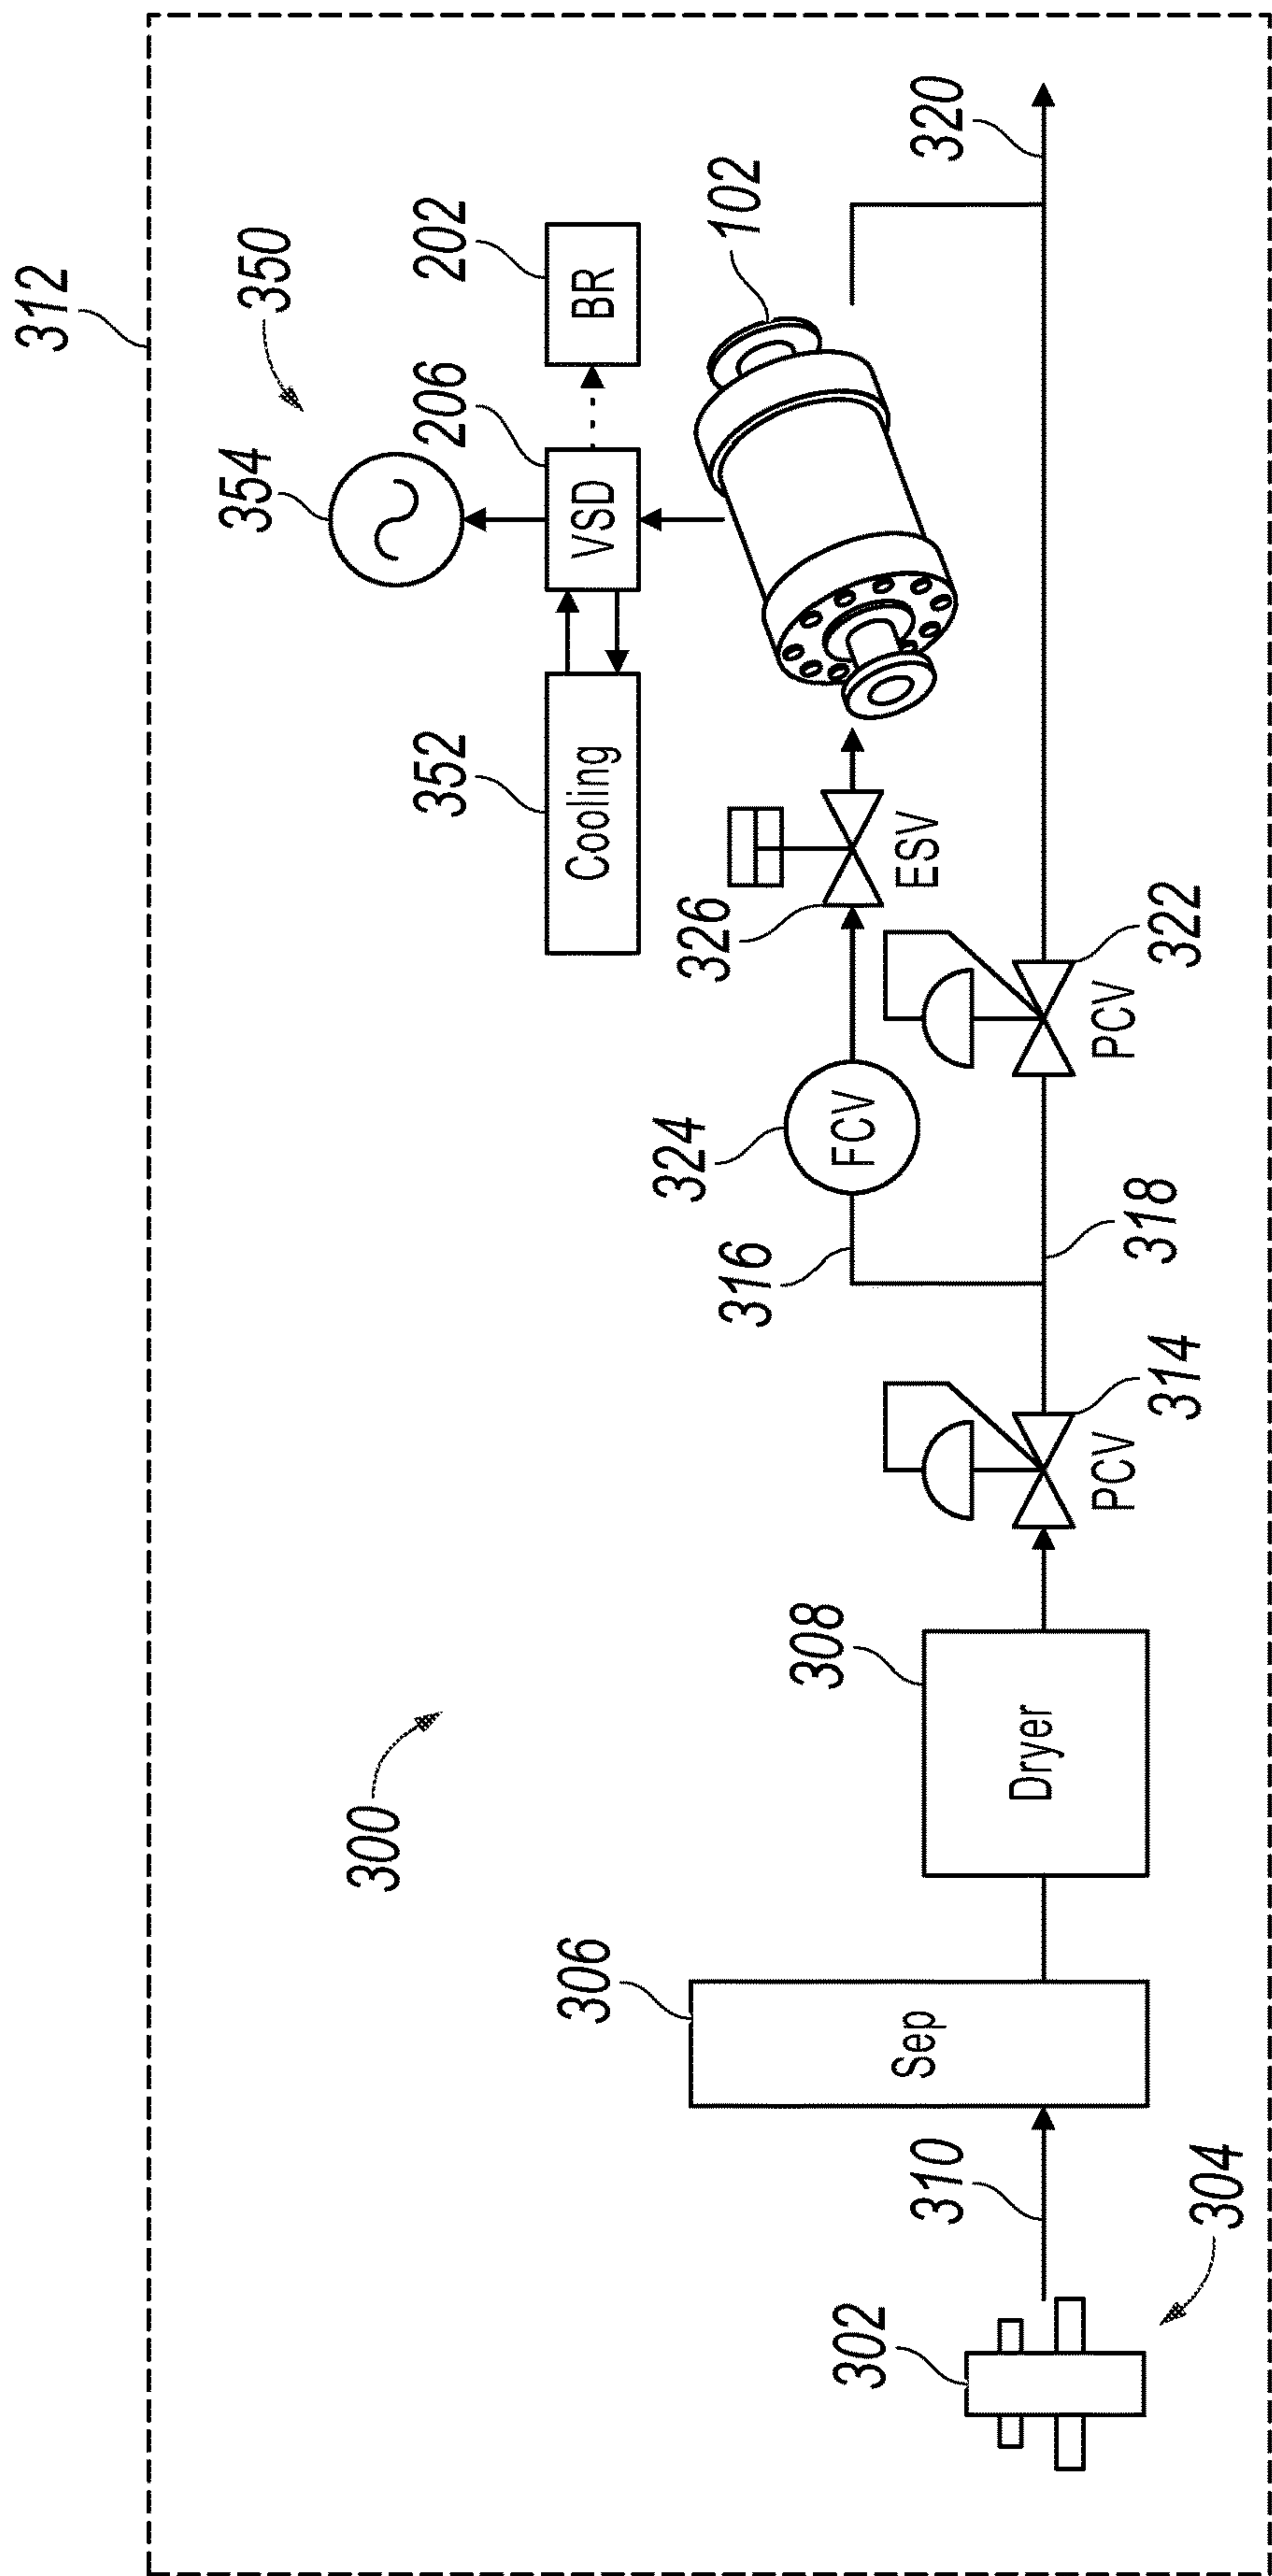 312
350
354
206
202
BR
VSD
352
Cooling
102
320
326
ESV
324
FCV
316
322
PCV
318
300
314
PCV
308
Dryer
306
Sep
310
302
304